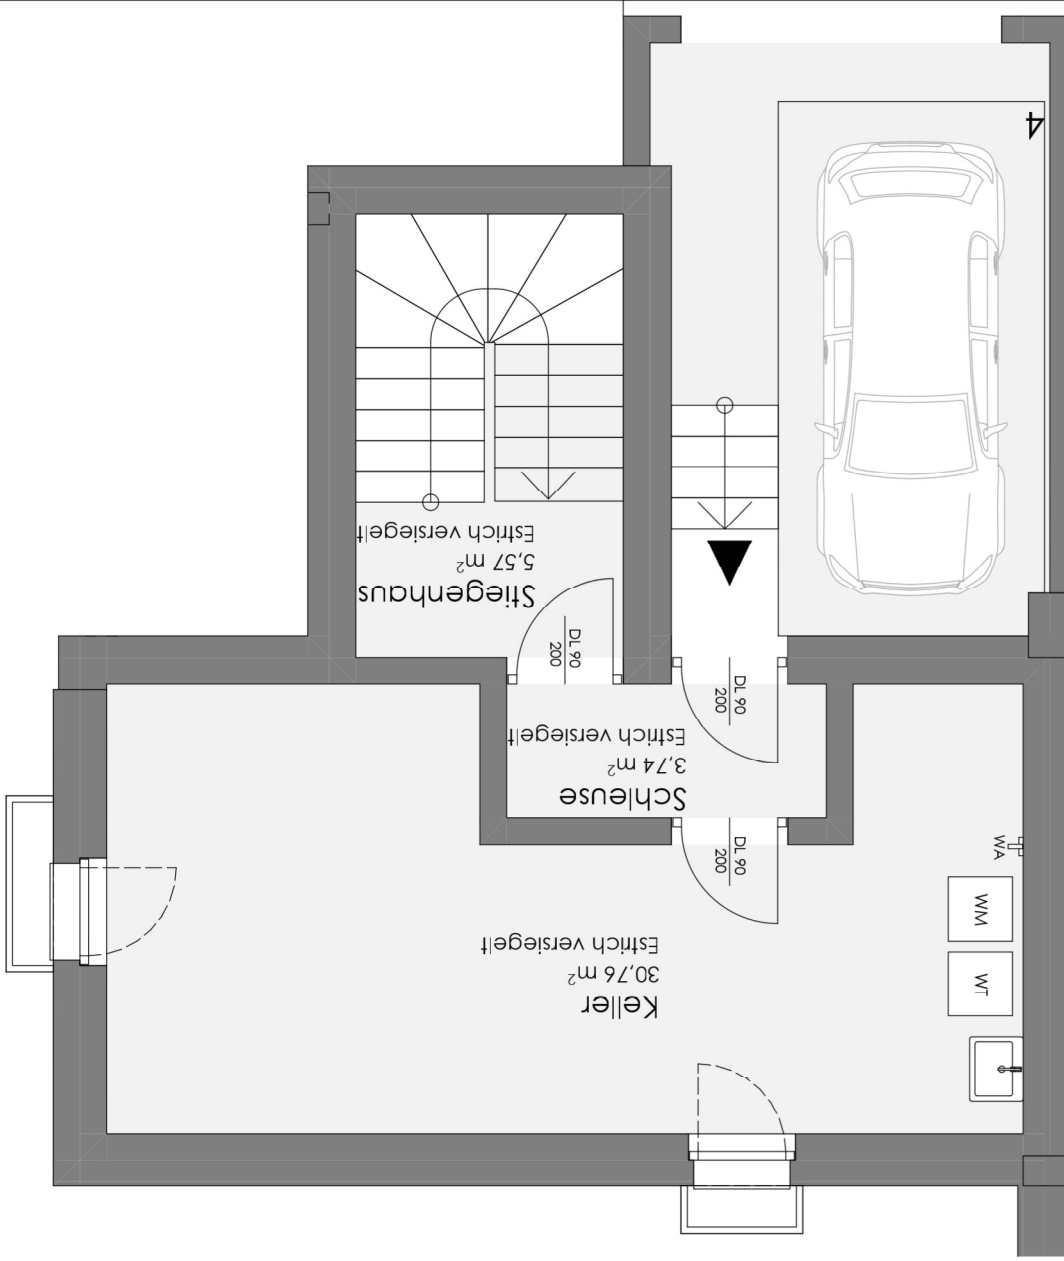 4
Stiegenhaus
5,57 m²
Estrich versiegelt
DL 90
200
DL 90
200
Schleuse
3,74 m²
Estrich versiegelt
DL 90
200
WA
WM
WT
Keller
30,76 m²
Estrich versiegelt